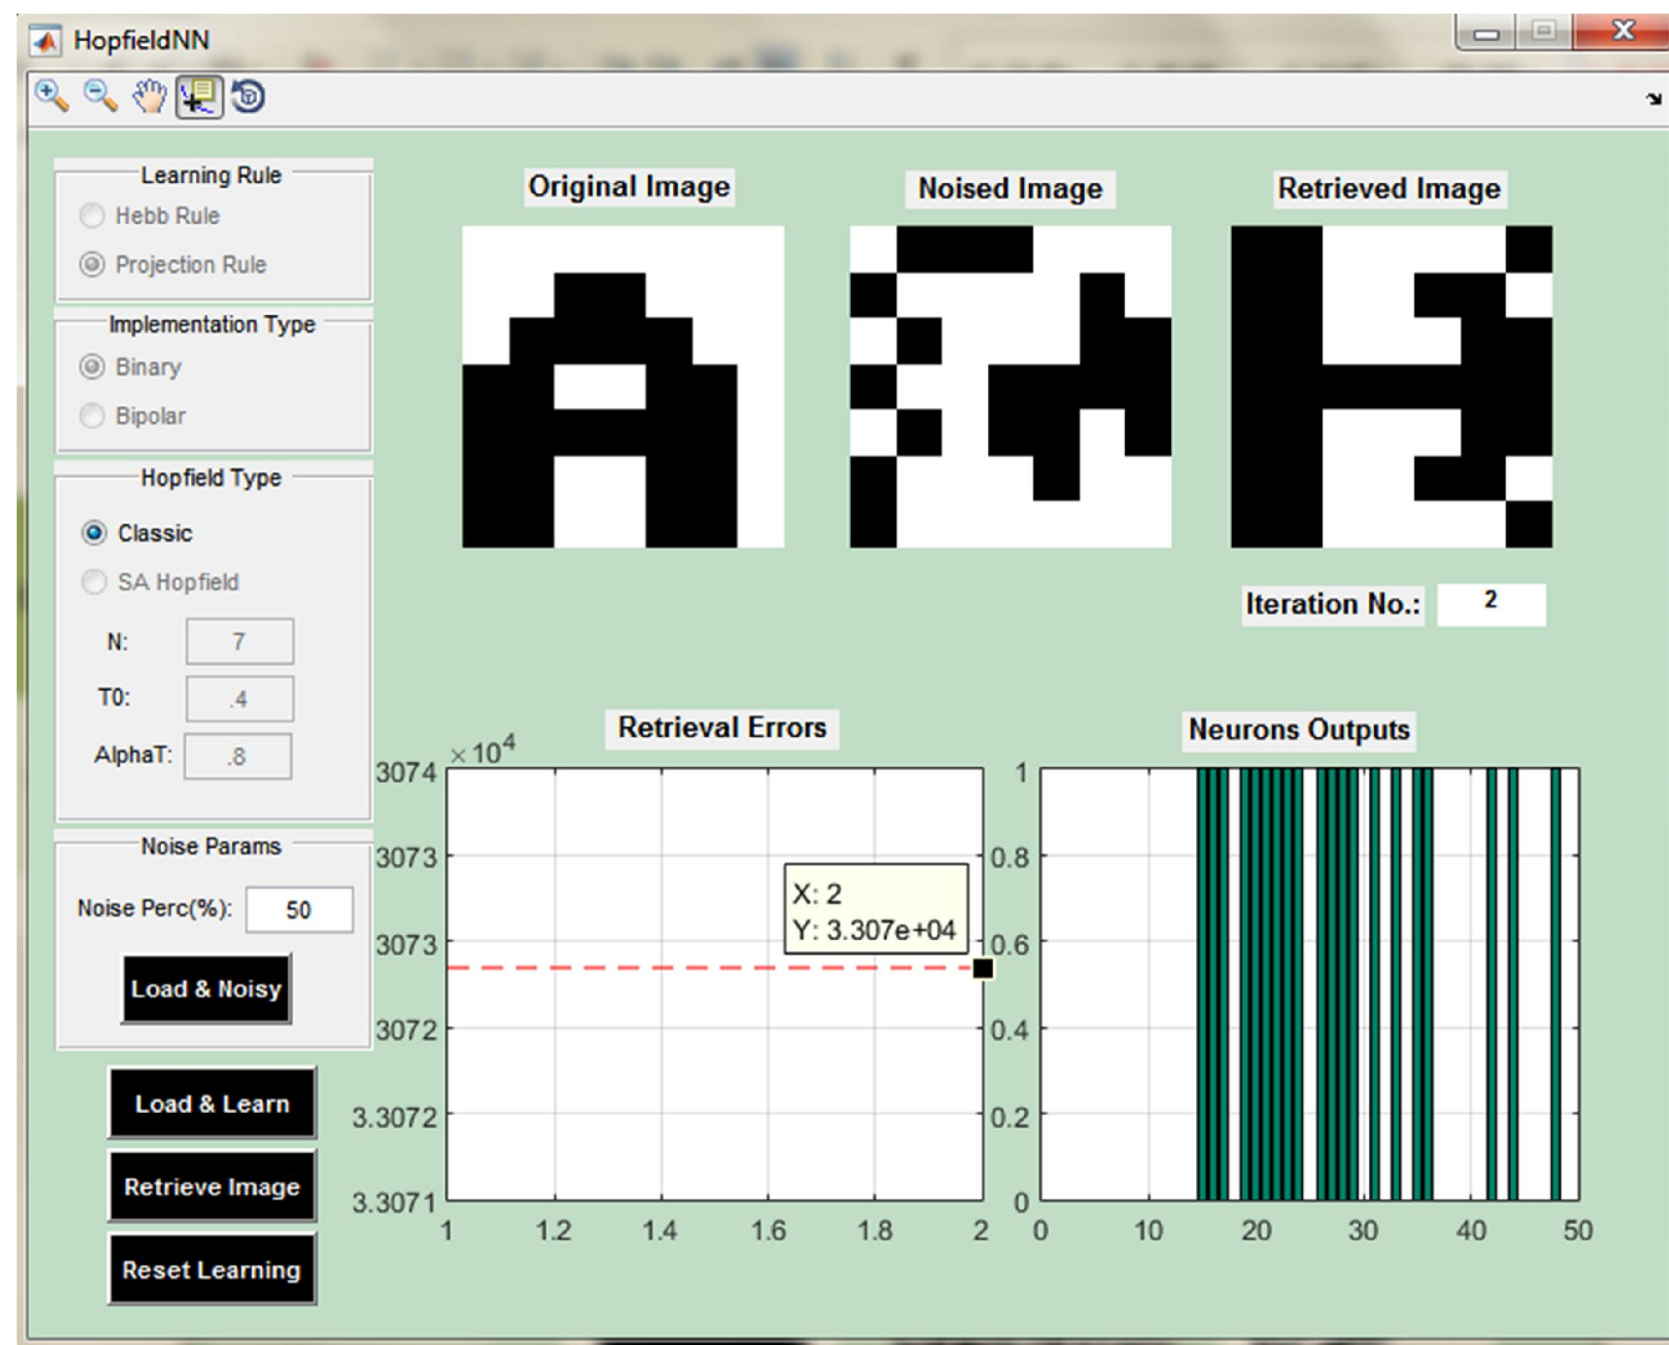 HopfieldNN
Learning Rule
Hebb Rule
Projection Rule
Implementation Type
Binary
Bipolar
Hopfield Type
Classic
SA Hopfield
N: 7
T0: .4
AlphaT: .8
Noise Params
Noise Perc(%): 50
Load & Noisy
Load & Learn
Retrieve Image
Reset Learning
Original Image
Noised Image
Retrieved Image
Iteration No.: 2
Retrieval Errors
× 10^4
3074
3073
3073
3072
3.3072
3.3071
1 1.2 1.4 1.6 1.8 2
X: 2
Y: 3.307e+04
Neurons Outputs
1
0.8
0.6
0.4
0.2
0
0 10 20 30 40 50